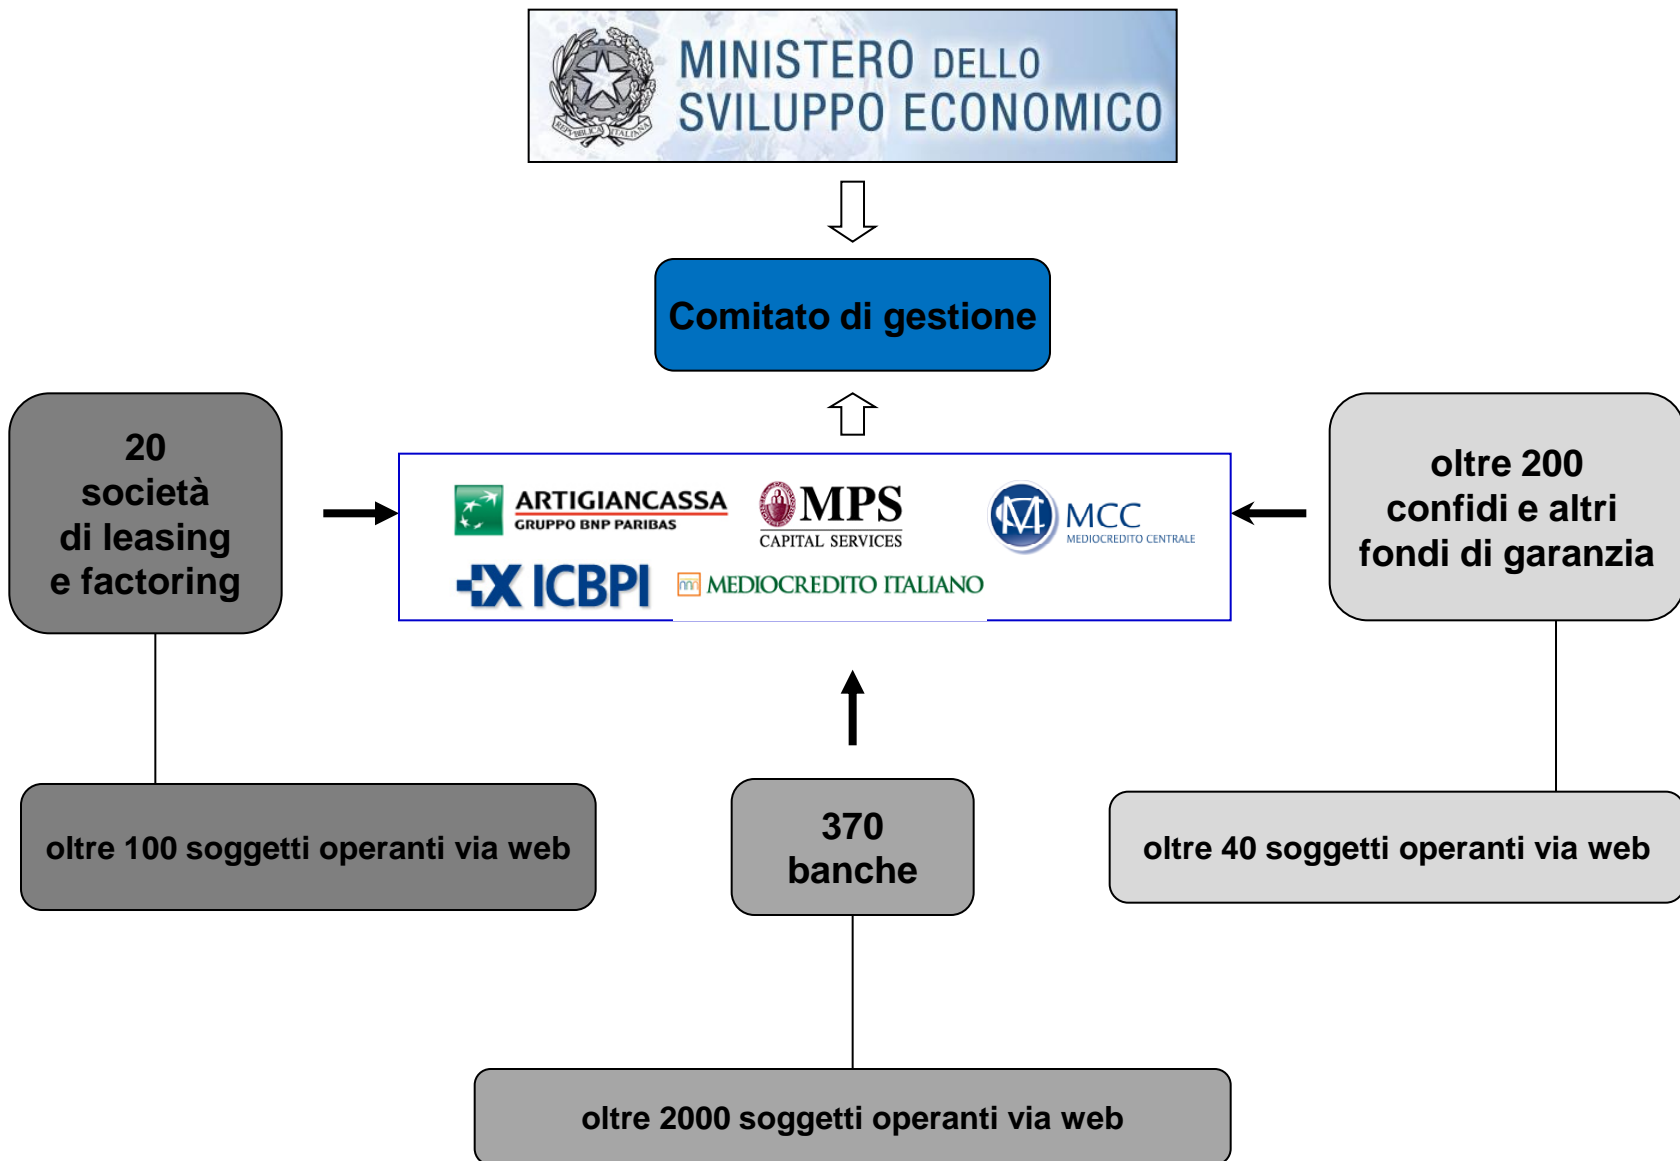 MINISTERO DELLO
SVILUPPO ECONOMICO
REPVBBLICA ITALIANA
Comitato di gestione
20
società
di leasing
e factoring
ARTIGIANCASSA
GRUPPO BNP PARIBAS
MPS
CAPITAL SERVICES
MCC
MEDIOCREDITO CENTRALE
ICBPI
MEDIOCREDITO ITALIANO
oltre 200
confidi e altri
fondi di garanzia
oltre 100 soggetti operanti via web
370
banche
oltre 40 soggetti operanti via web
oltre 2000 soggetti operanti via web